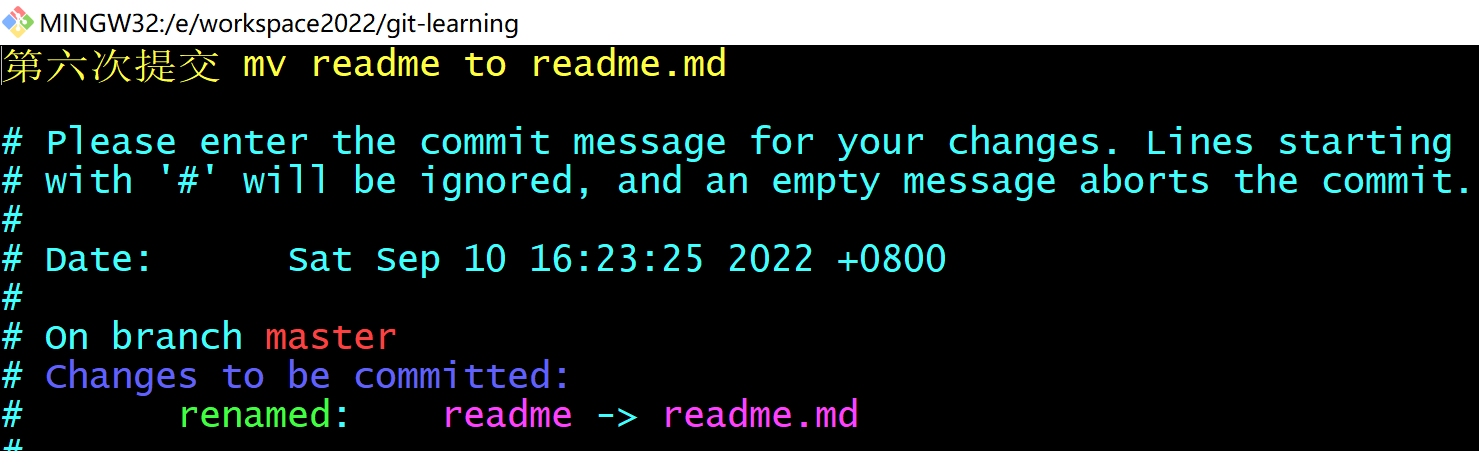 MINGW32:/e/workspace2022/git-learning
第六次提交 mv readme to readme.md
# Please enter the commit message for your changes. Lines starting
# with '#' will be ignored, and an empty message aborts the commit.
#
# Date:      Sat Sep 10 16:23:25 2022 +0800
#
# On branch master
# Changes to be committed:
#       renamed:    readme -> readme.md
#